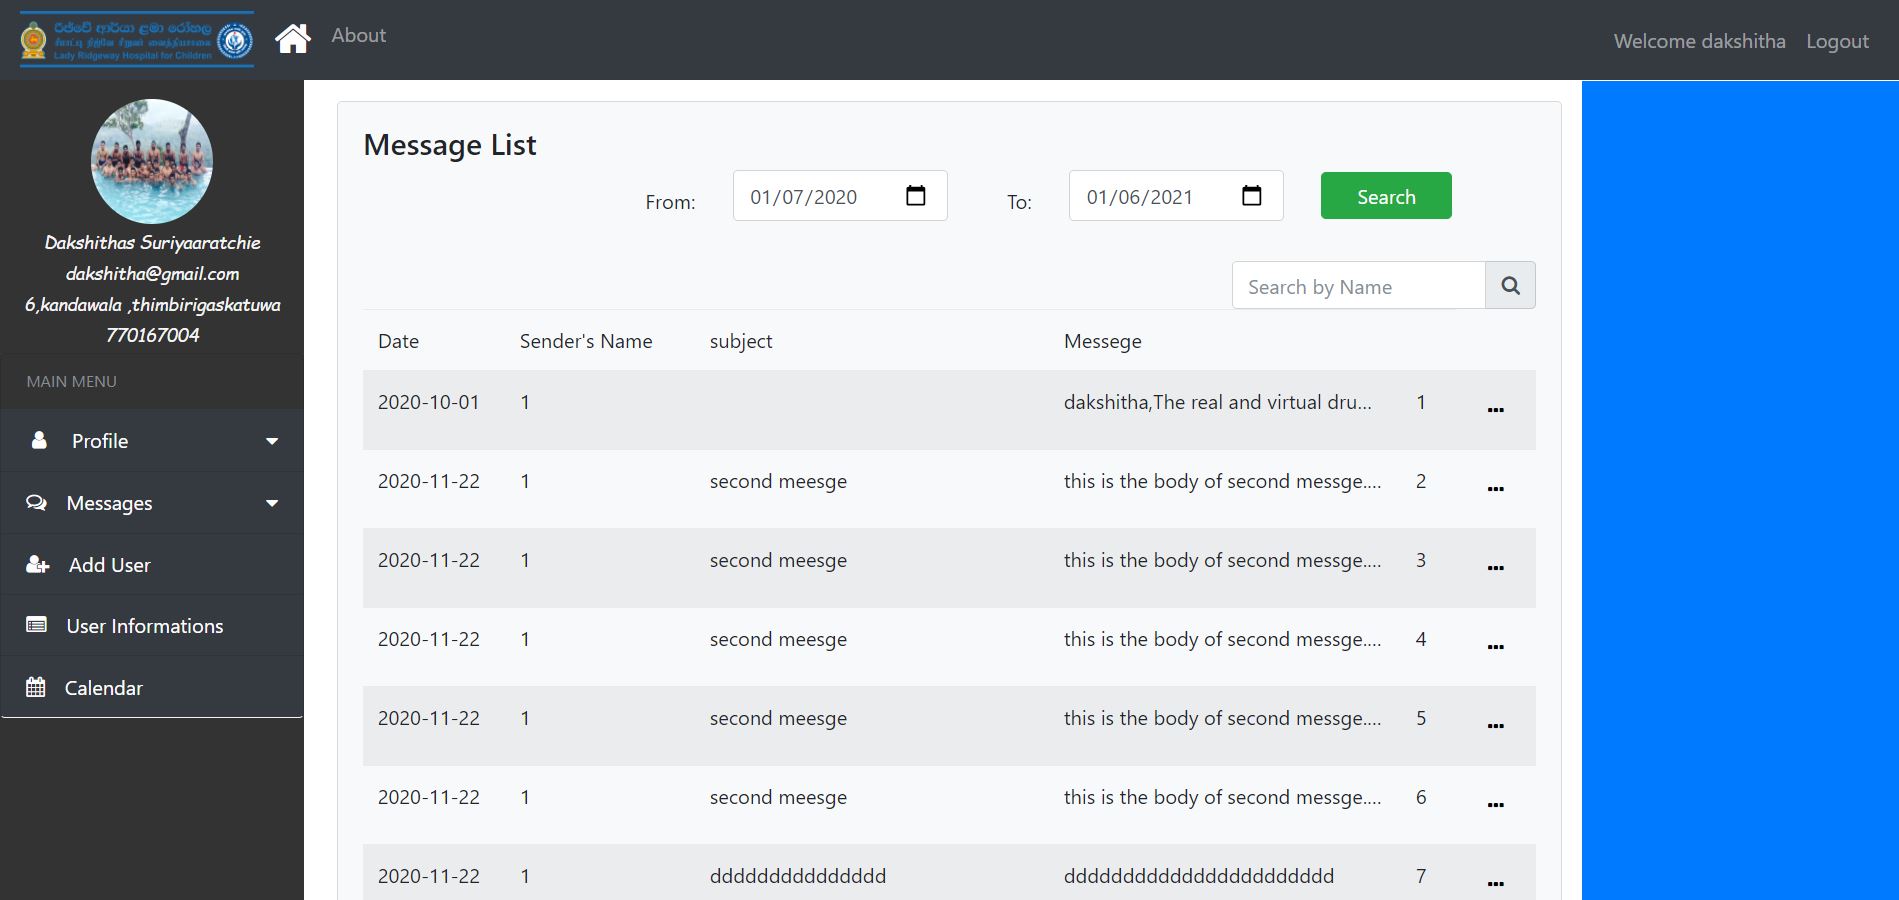 රිජ්වේ ආර්යා ළමා රෝහල
சீமாட்டி றிஜ்வே சிறுவர் வைத்தியசாலை
Lady Ridgeway Hospital for Children
About
Welcome dakshitha Logout
Dakshithas Suriyaaratchie
dakshitha@gmail.com
6,kandawala ,thimbirigaskatuwa
770167004
MAIN MENU
Profile
Messages
Add User
User Informations
Calendar
Message List
From: 01/07/2020 To: 01/06/2021 Search
Search by Name
Date Sender's Name subject Messege
2020-10-01 1 dakshitha,The real and virtual dru... 1 ...
2020-11-22 1 second meesge this is the body of second messge.... 2 ...
2020-11-22 1 second meesge this is the body of second messge.... 3 ...
2020-11-22 1 second meesge this is the body of second messge.... 4 ...
2020-11-22 1 second meesge this is the body of second messge.... 5 ...
2020-11-22 1 second meesge this is the body of second messge.... 6 ...
2020-11-22 1 ddddddddddddddd ddddddddddddddddddddddd 7 ...